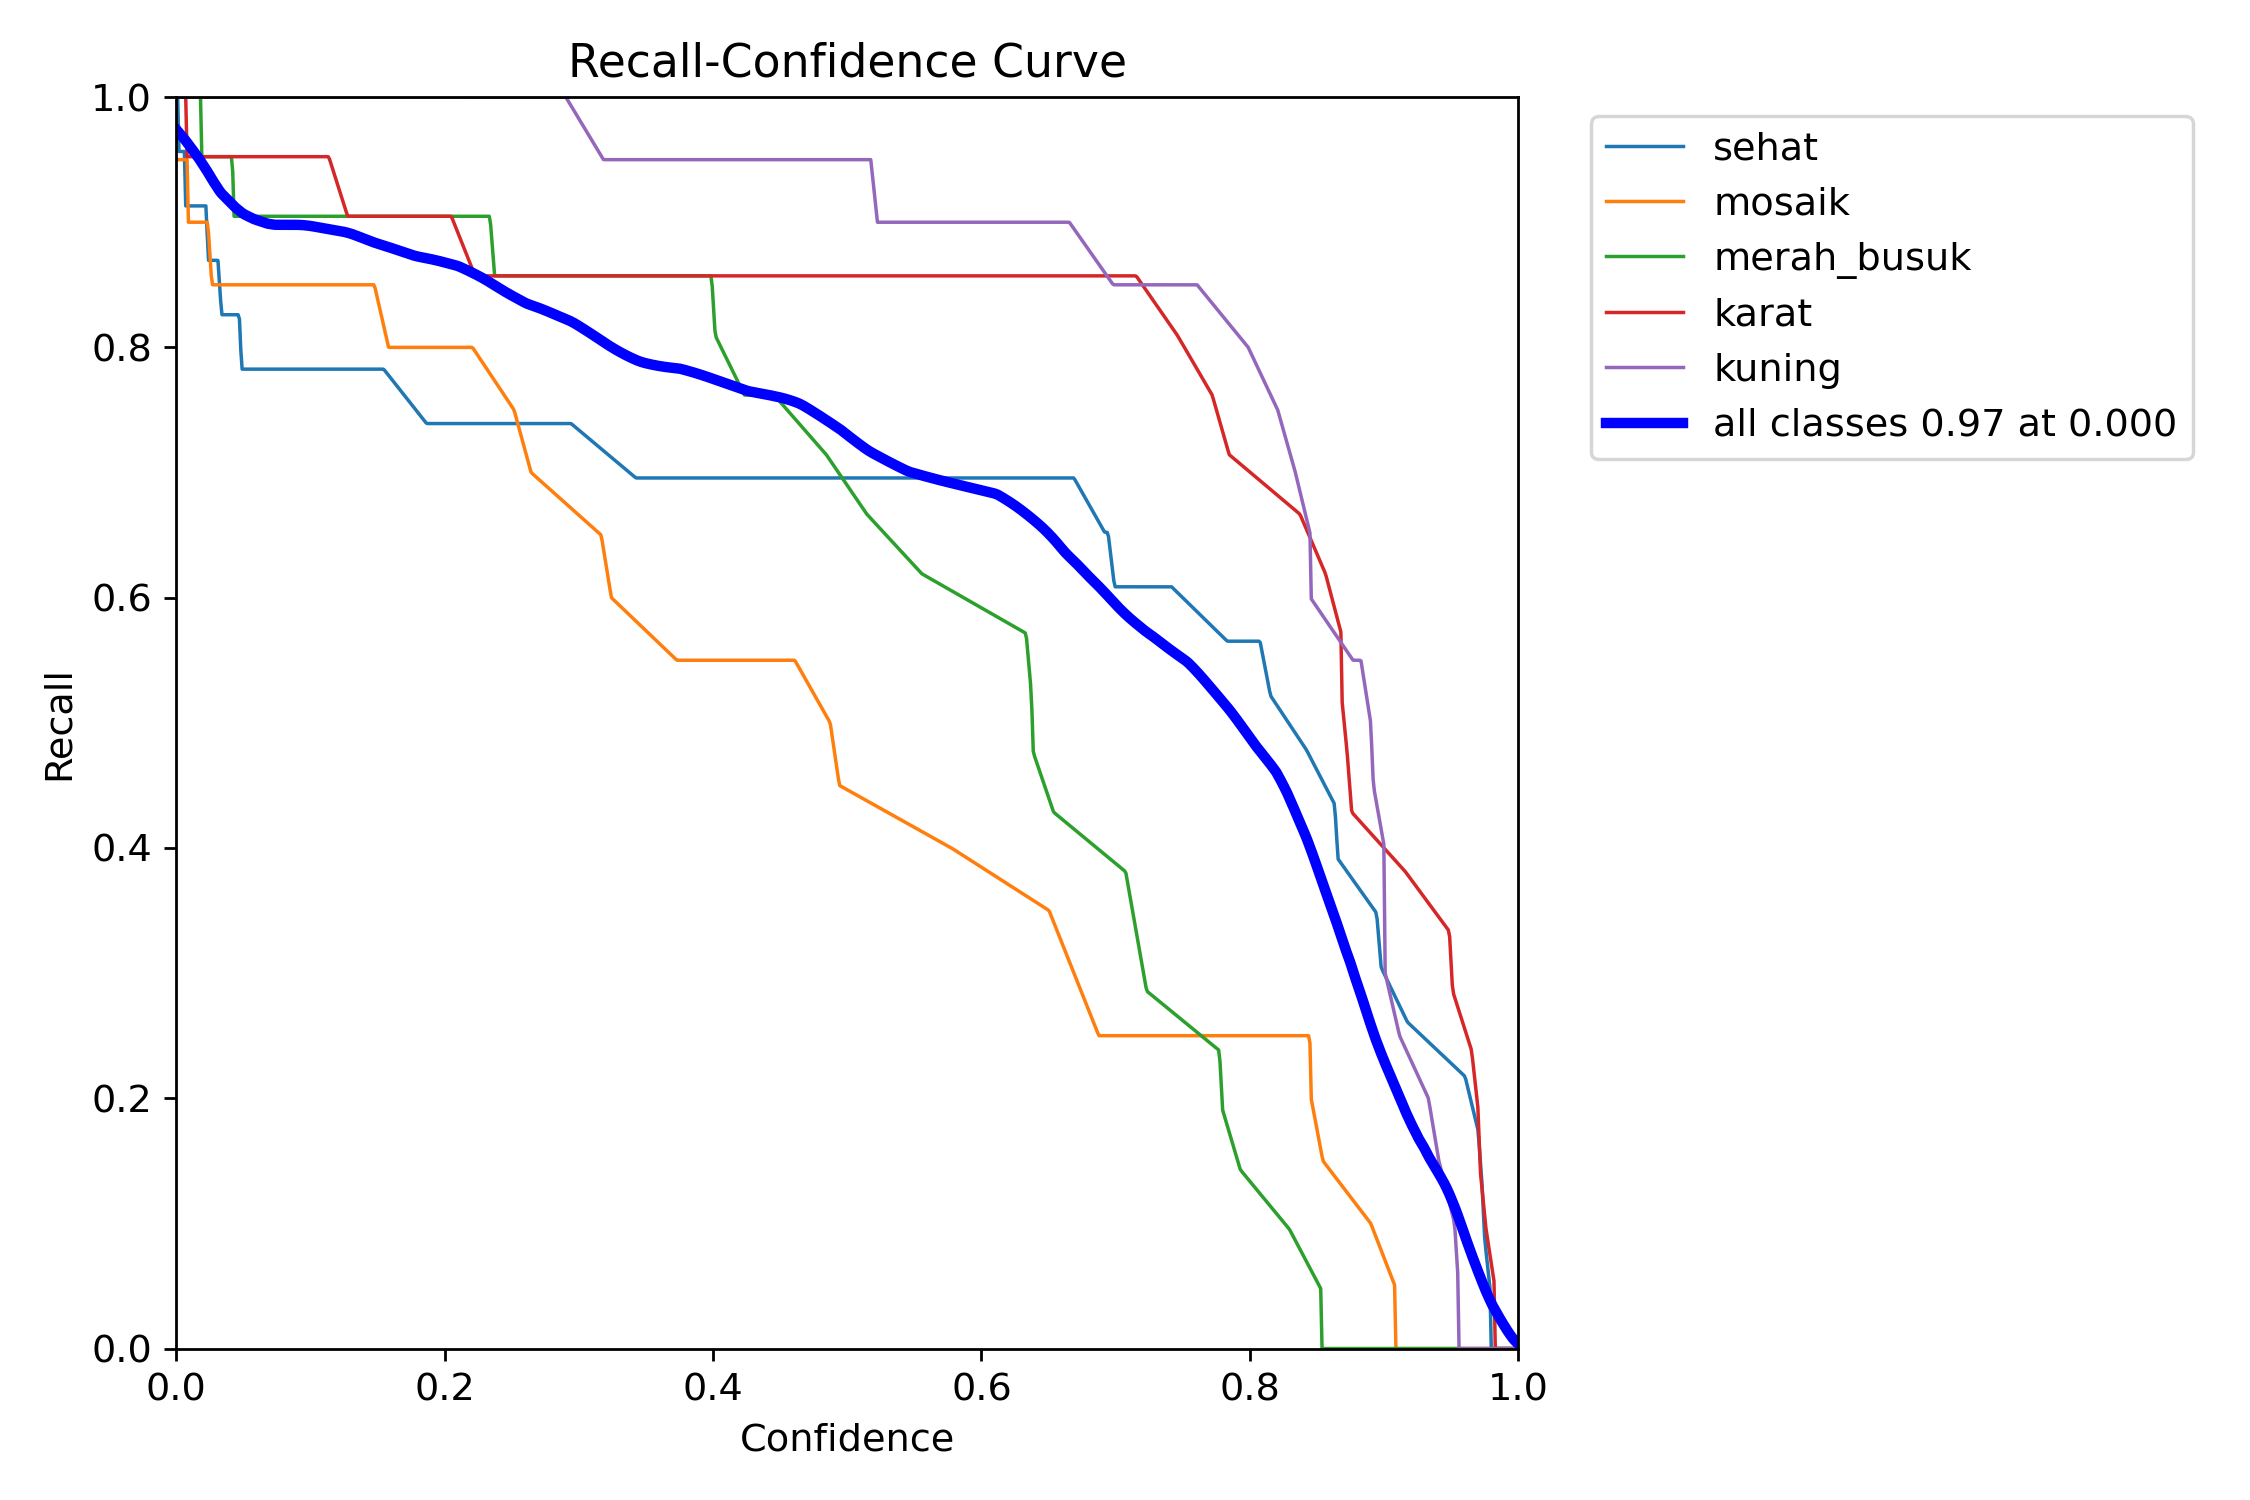 Recall-Confidence Curve
1.0
0.8
0.6
0.4
0.2
0.0
Recall
0.0 0.2 0.4 0.6 0.8 1.0
Confidence
sehat
mosaik
merah_busuk
karat
kuning
all classes 0.97 at 0.000